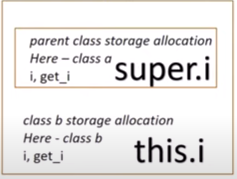 parent class storage allocation
Here – class a
i, get_i
super.i
class b storage allocation
Here - class b
i, get_i
this.i